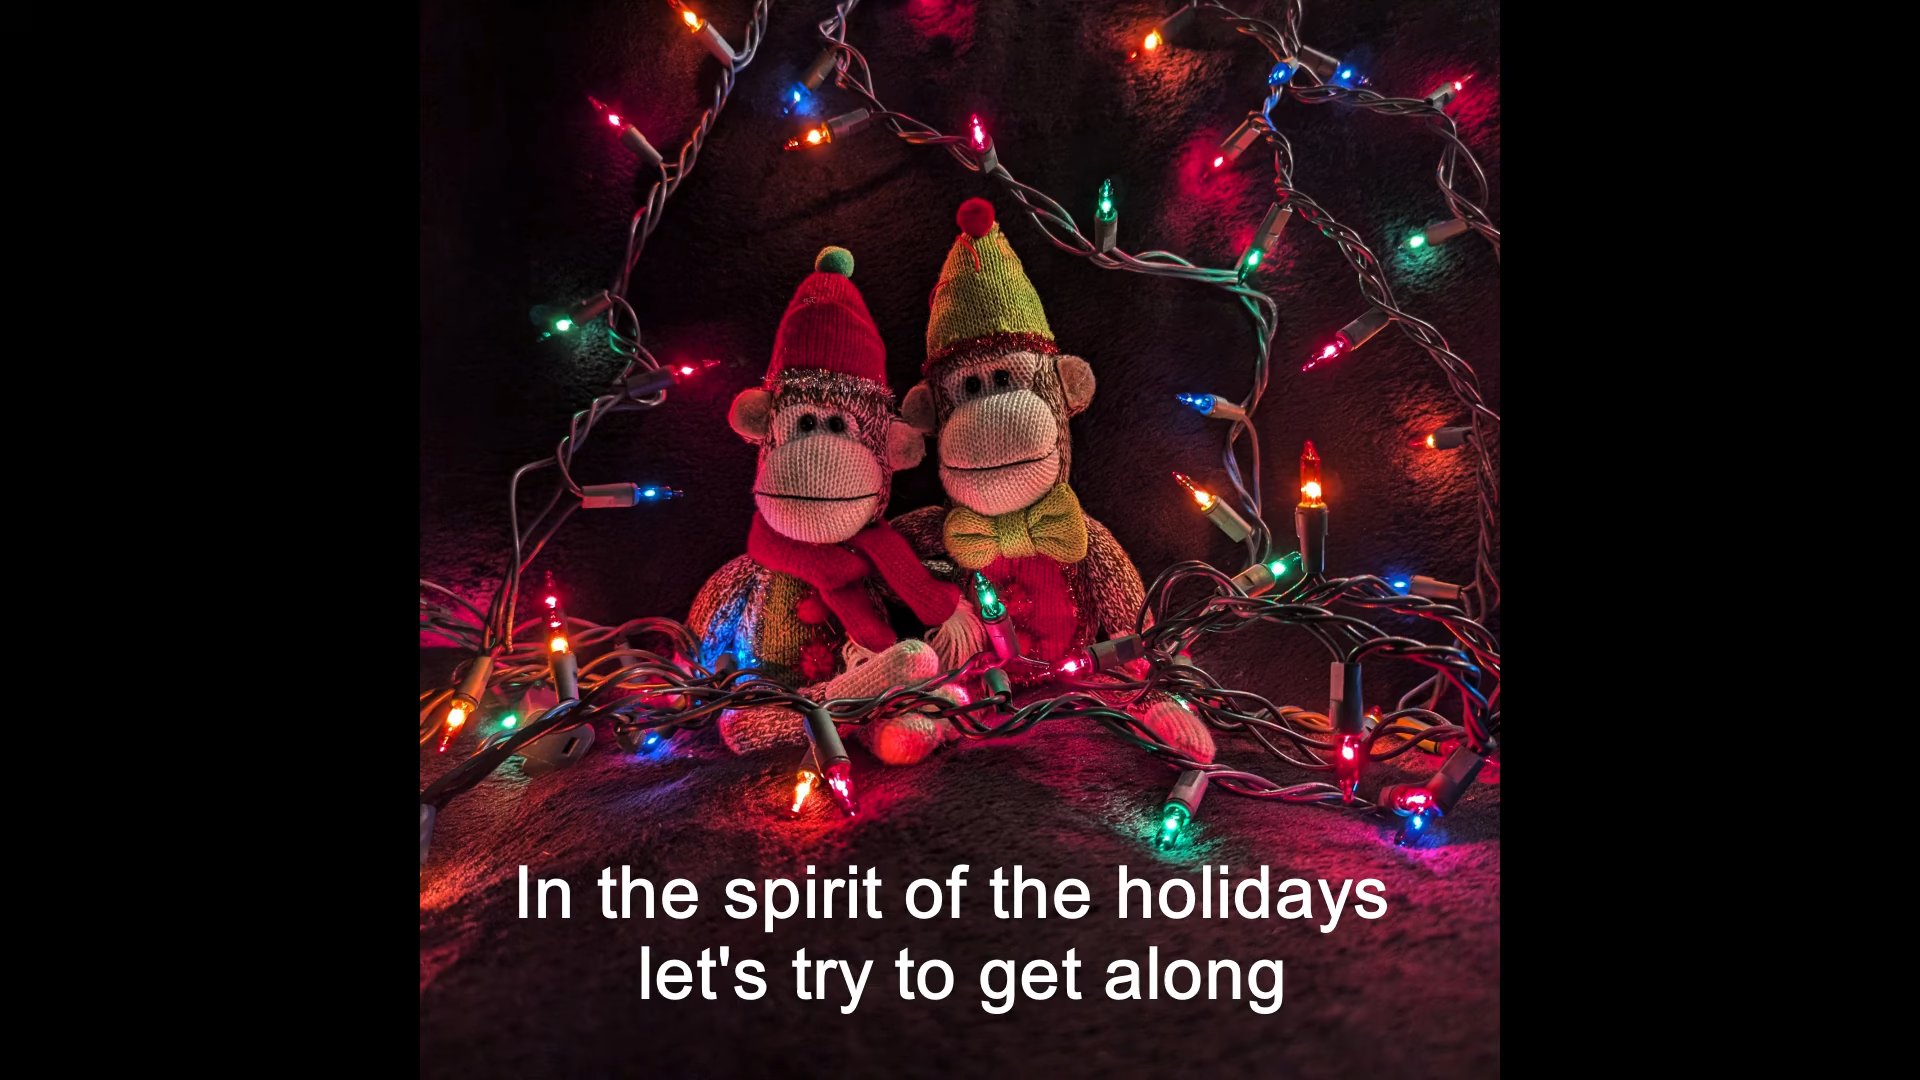 In the spirit of the holidays
let's try to get along